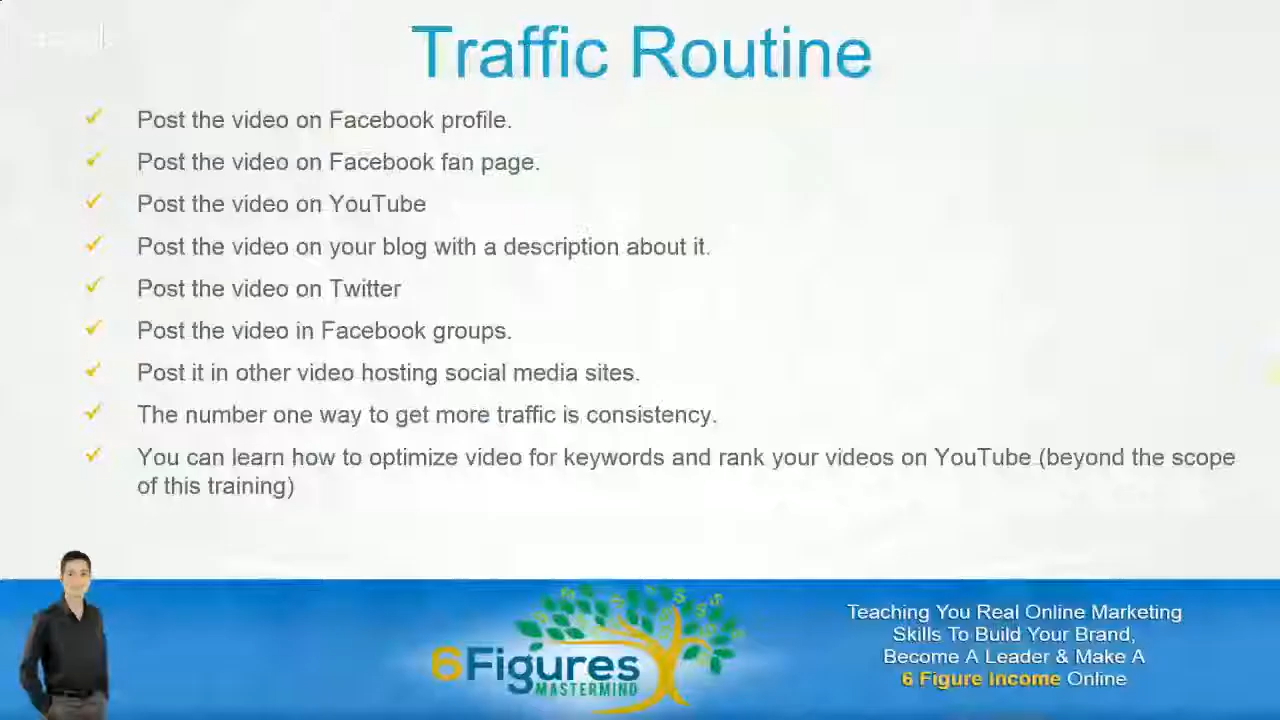 Traffic Routine
Post the video on Facebook profile.
Post the video on Facebook fan page.
Post the video on YouTube
Post the video on your blog with a description about it.
Post the video on Twitter
Post the video in Facebook groups.
Post it in other video hosting social media sites.
The number one way to get more traffic is consistency.
You can learn how to optimize video for keywords and rank your videos on YouTube (beyond the scope
of this training)
6Figures
MASTERMIND
Teaching You Real Online Marketing
Skills To Build Your Brand,
Become A Leader & Make A
6 Figure Income Online